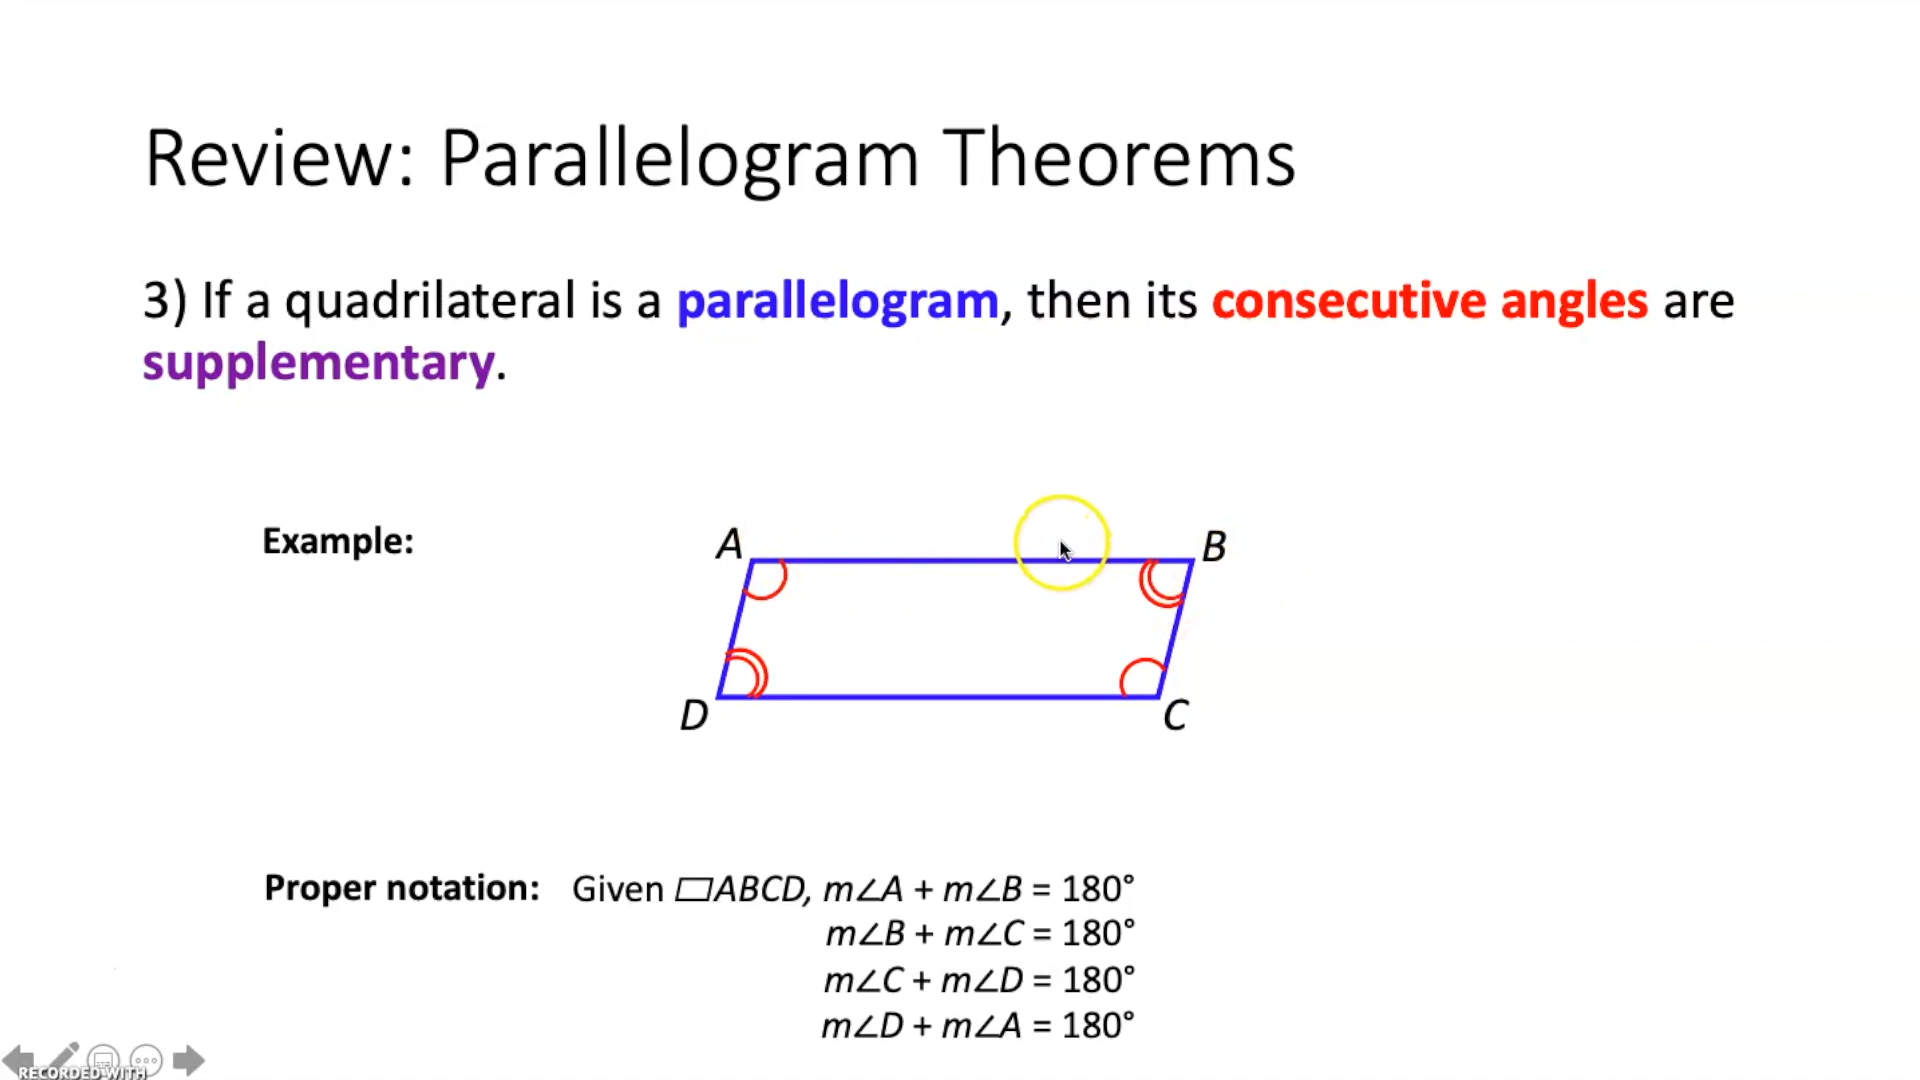 Review: Parallelogram Theorems
3) If a quadrilateral is a parallelogram, then its consecutive angles are
supplementary.
Example:
A
B
D
C
Proper notation: Given ▱ABCD, m∠A + m∠B = 180°
m∠B + m∠C = 180°
m∠C + m∠D = 180°
m∠D + m∠A = 180°
RECORDED WITH